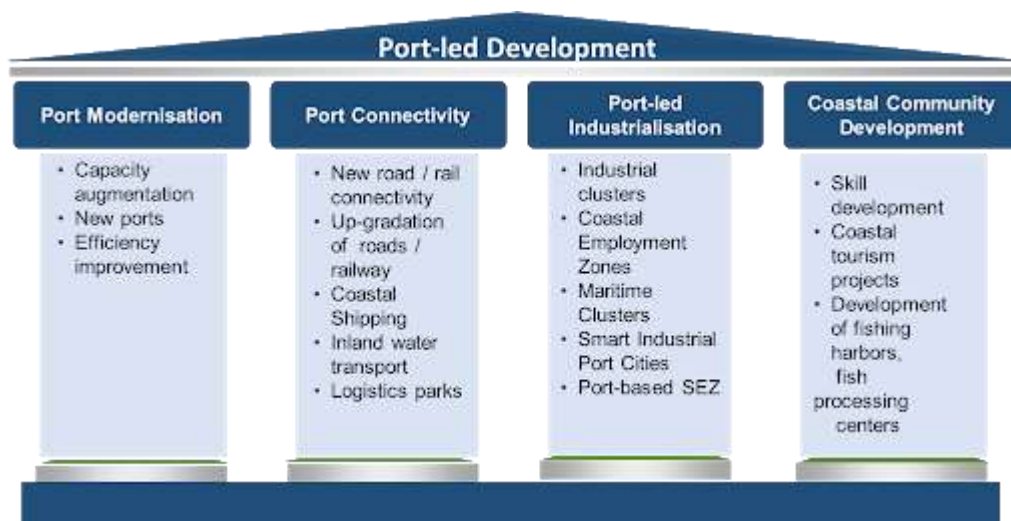 Port-led Development
Port Modernisation
• Capacity
augmentation
• New ports
• Efficiency
improvement
Port Connectivity
• New road / rail
connectivity
• Up-gradation
of roads /
railway
• Coastal
Shipping
• Inland water
transport
• Logistics parks
Port-led
Industrialisation
• Industrial
clusters
• Coastal
Employment
Zones
• Maritime
Clusters
• Smart Industrial
Port Cities
• Port-based SEZ
Coastal Community
Development
• Skill
development
• Coastal
tourism
projects
• Development
of fishing
harbors,
fish
processing
centers